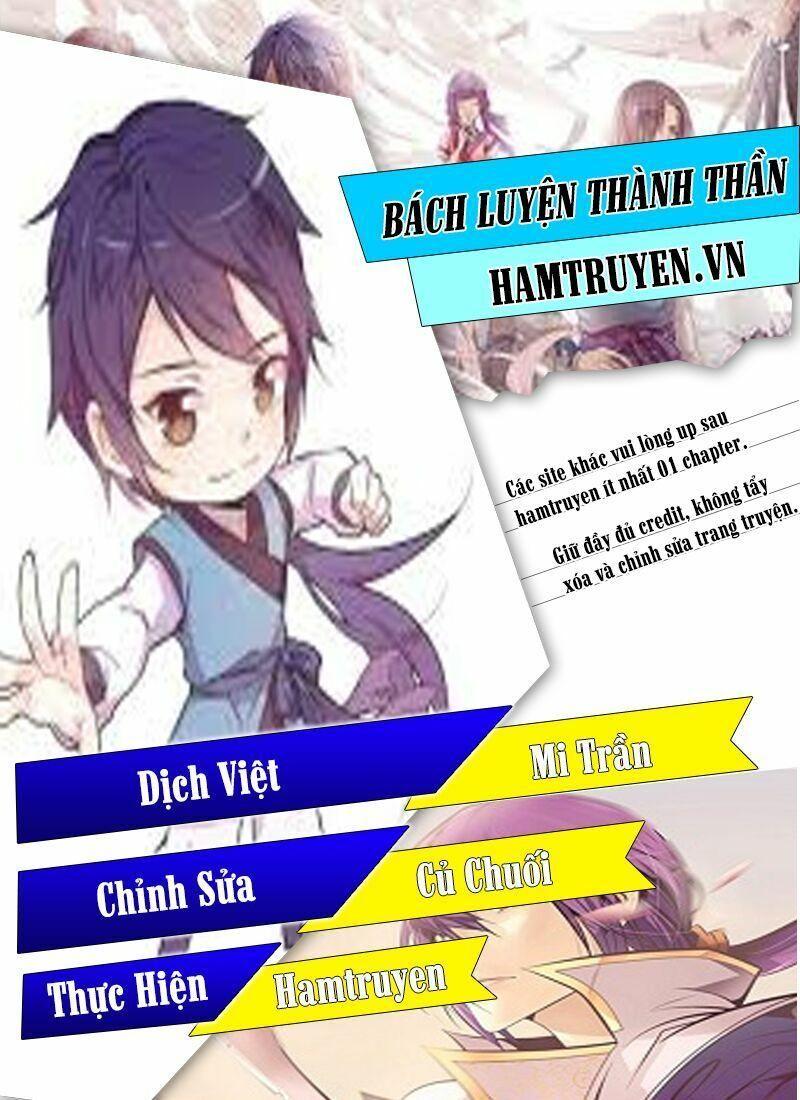 BÁCH LUYỆN THÀNH THẦN
HAMTRUYEN.VN
Các site khác vui lòng up sau
hamtruyen ít nhất 01 chapter.
Giữ đầy đủ credit, không tẩy
xóa và chỉnh sửa trang truyện.
Dịch Việt
Mi Trần
Chỉnh Sửa
Củ Chuối
Thực Hiện
Hamtruyen